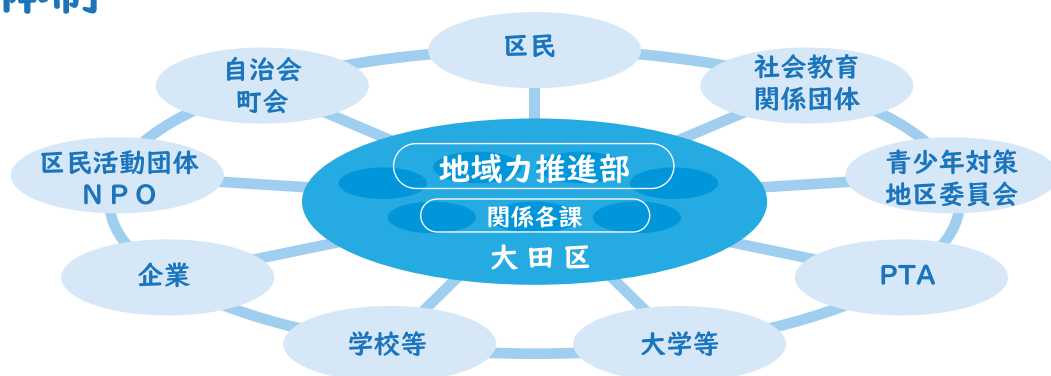 体制
区民
自治会
町会
社会教育
関係団体
区民活動団体
NPO
地域力推進部
青少年対策
地区委員会
関係各課
大田区
企業
PTA
学校等
大学等